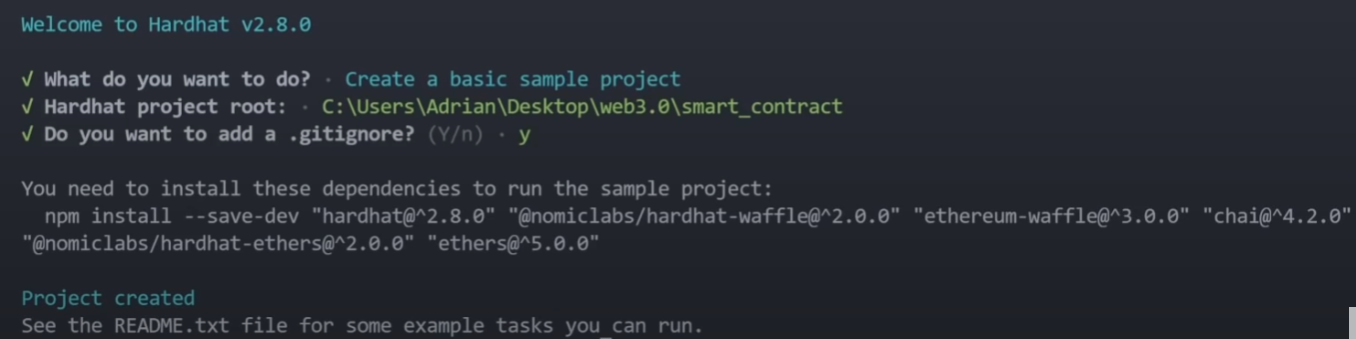 Welcome to Hardhat v2.8.0
√ What do you want to do? · Create a basic sample project
√ Hardhat project root: · C:\Users\Adrian\Desktop\web3.0\smart_contract
√ Do you want to add a .gitignore? (Y/n) · y
You need to install these dependencies to run the sample project:
npm install --save-dev "hardhat@^2.8.0" "@nomiclabs/hardhat-waffle@^2.0.0" "ethereum-waffle@^3.0.0" "chai@^4.2.0"
"@nomiclabs/hardhat-ethers@^2.0.0" "ethers@^5.0.0"
Project created
See the README.txt file for some example tasks you can run.